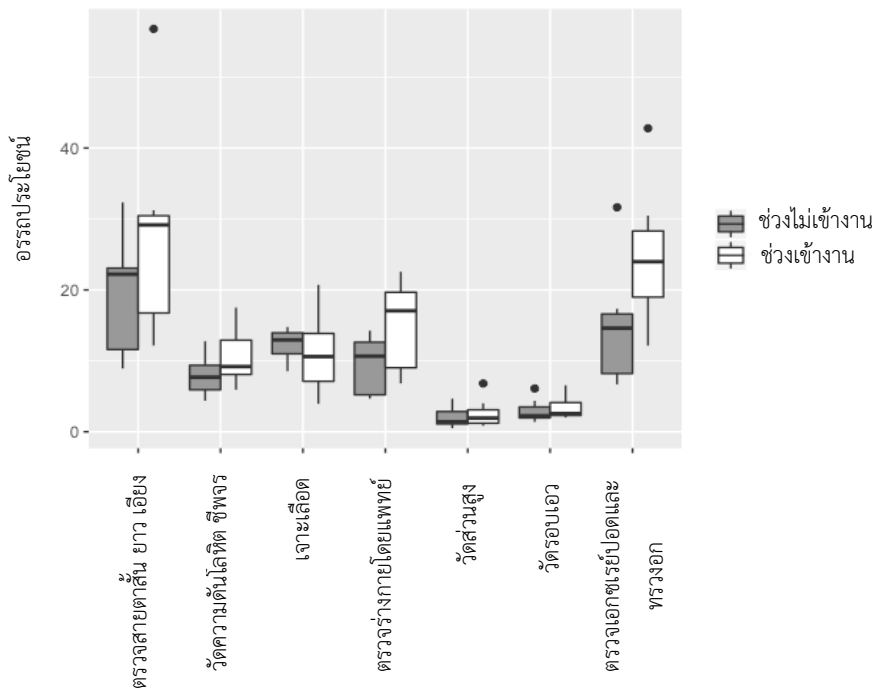 อรรถประโยชน์
40
20
0
ช่วงไม่เข้างาน
ช่วงเข้างาน
ตรวจสายตาสั้น ยาว เอียง
วัดความดันโลหิต ชีพจร
เจาะเลือด
ตรวจร่างกายโดยแพทย์
วัดส่วนสูง
วัดรอบเอว
ตรวจเอกซเรย์ปอดและ
ทรวงอก